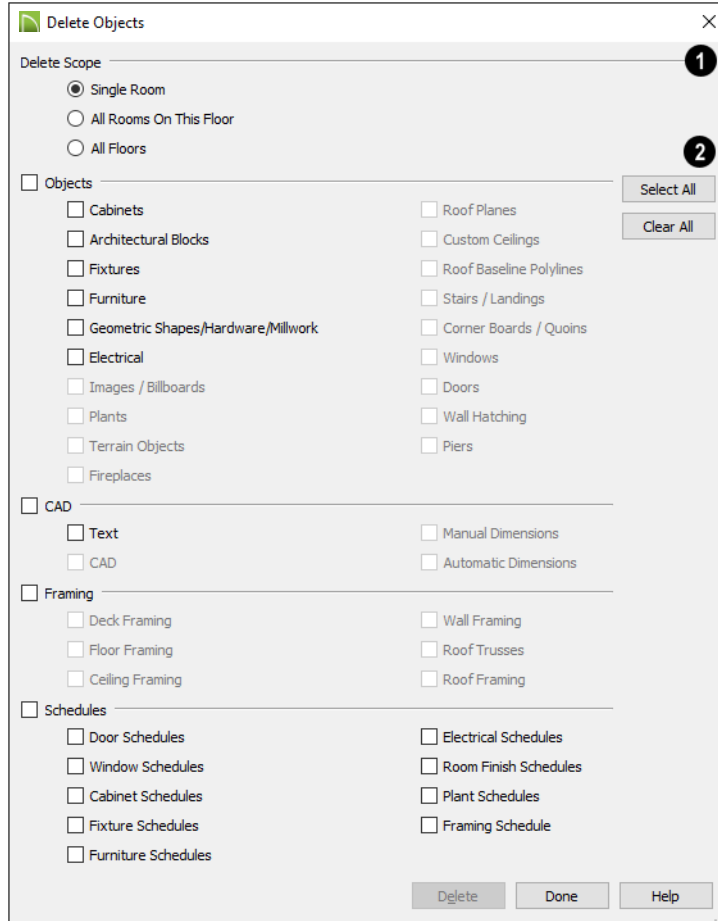 Delete Objects
Delete Scope
1
Single Room
All Rooms On This Floor
All Floors
2
Objects
Select All
Clear All
Cabinets
Roof Planes
Architectural Blocks
Custom Ceilings
Fixtures
Roof Baseline Polylines
Furniture
Stairs / Landings
Geometric Shapes/Hardware/Millwork
Corner Boards / Quoins
Electrical
Windows
Images / Billboards
Doors
Plants
Wall Hatching
Terrain Objects
Piers
Fireplaces
CAD
Text
Manual Dimensions
CAD
Automatic Dimensions
Framing
Deck Framing
Wall Framing
Floor Framing
Roof Trusses
Ceiling Framing
Roof Framing
Schedules
Door Schedules
Electrical Schedules
Window Schedules
Room Finish Schedules
Cabinet Schedules
Plant Schedules
Fixture Schedules
Framing Schedule
Furniture Schedules
Delete
Done
Help